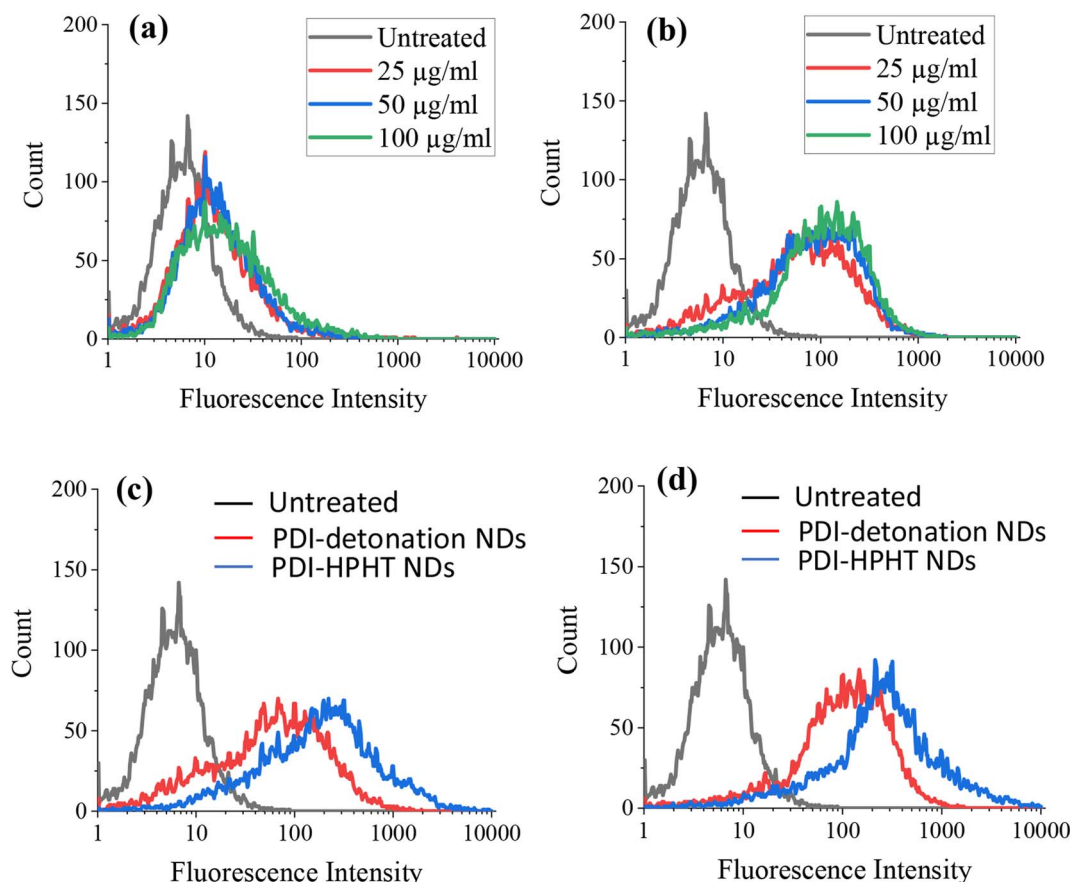 (a)
Untreated
25 µg/ml
50 µg/ml
100 µg/ml
200
150
100
50
0
Count
1 10 100 1000 10000
Fluorescence Intensity
(b)
Untreated
25 µg/ml
50 µg/ml
100 µg/ml
200
150
100
50
0
Count
1 10 100 1000 10000
Fluorescence Intensity
(c)
Untreated
PDI-detonation NDs
PDI-HPHT NDs
200
150
100
50
0
Count
1 10 100 1000 10000
Fluorescence Intensity
(d)
Untreated
PDI-detonation NDs
PDI-HPHT NDs
200
150
100
50
0
Count
1 10 100 1000 10000
Fluorescence Intensity